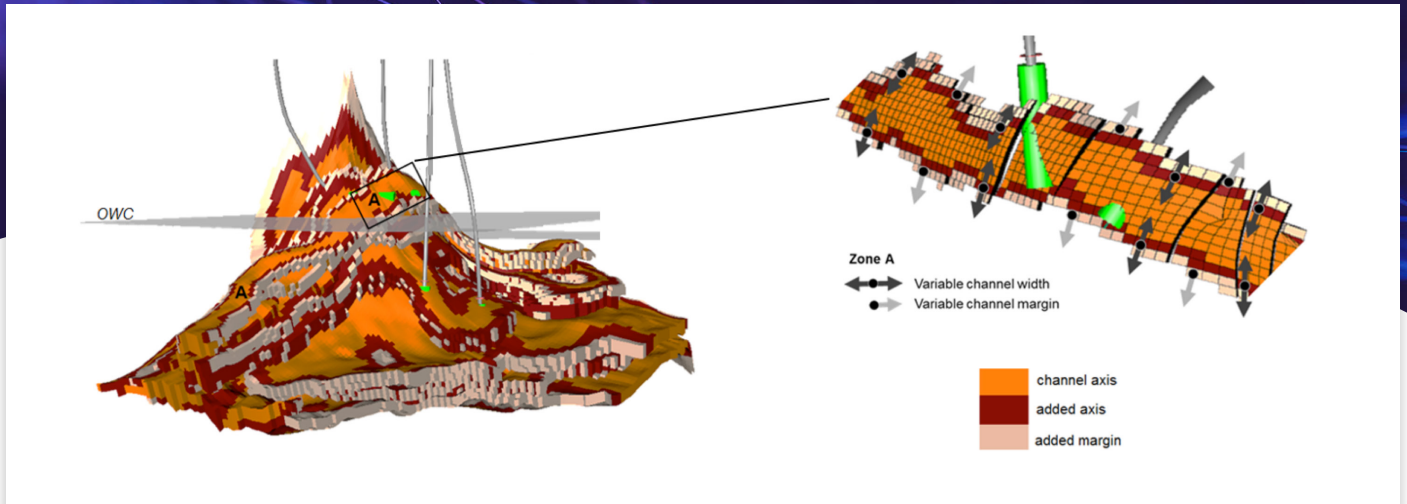 OWC
A
A
Zone A
Variable channel width
Variable channel margin
channel axis
added axis
added margin